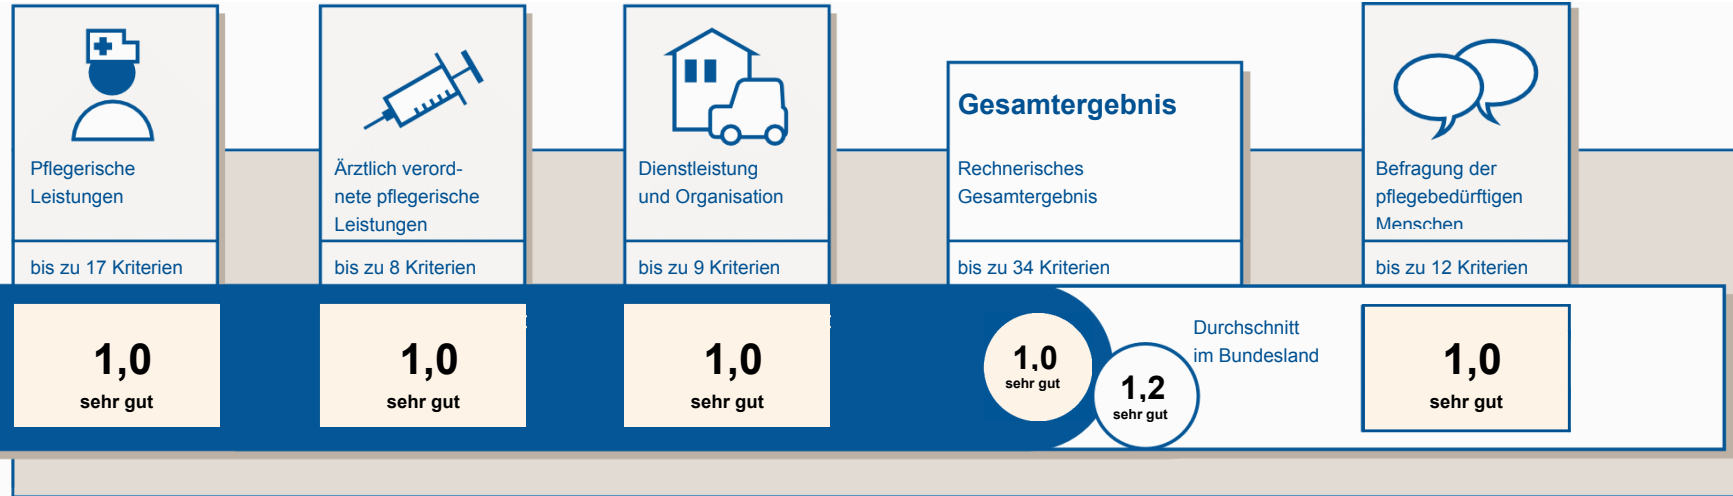 Pflegerische
Leistungen
bis zu 17 Kriterien
1,0
sehr gut
Ärztlich verord-
nete pflegerische
Leistungen
bis zu 8 Kriterien
1,0
sehr gut
Dienstleistung
und Organisation
bis zu 9 Kriterien
1,0
sehr gut
Gesamtergebnis
Rechnerisches
Gesamtergebnis
bis zu 34 Kriterien
1,0
sehr gut
1,2
sehr gut
Durchschnitt
im Bundesland
Befragung der
pflegebedürftigen
Menschen
bis zu 12 Kriterien
1,0
sehr gut